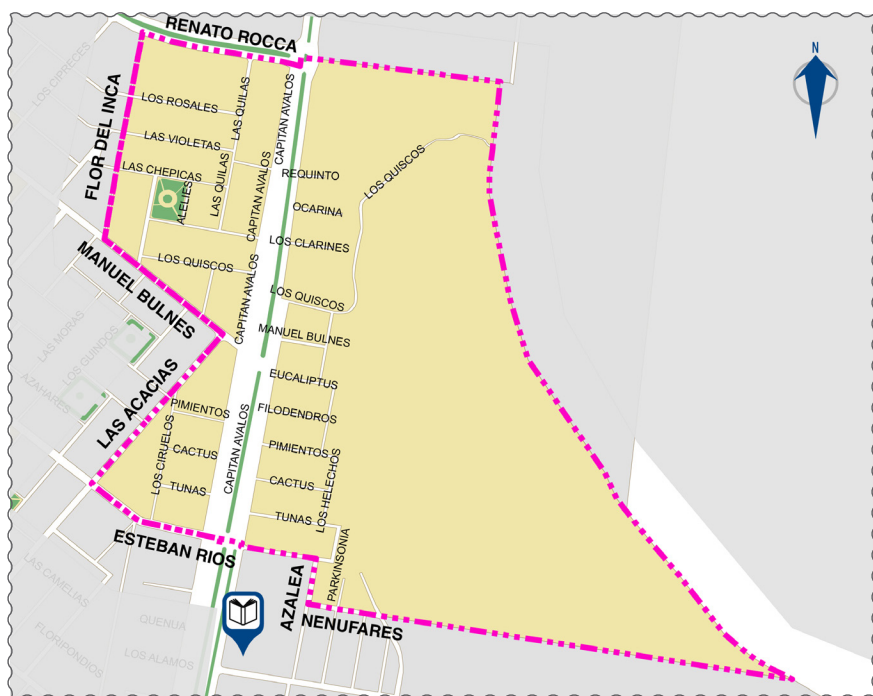 RENATO ROCCA
N
LOS CIPRECES
FLOR DEL INCA
LOS ROSALES
LAS QUILAS
CAPITAN AVALOS
LAS VIOLETAS
LOS QUISCOS
LAS CHEPICAS
REQUINTO
ALELIES
LAS QUILAS
CAPITAN AVALOS
OCARINA
LOS CLARINES
MANUEL BULNES
LOS QUISCOS
CAPITAN AVALOS
LOS QUISCOS
LAS MORAS
LOS GUINDOS
MANUEL BULNES
AZAHARES
LAS ACACIAS
EUCALIPTUS
PIMIENTOS
CAPITAN AVALOS
FILODENDROS
LOS CIRUELOS
CACTUS
PIMIENTOS
LOS HELECHOS
TUNAS
CACTUS
TUNAS
ESTEBAN RIOS
LAS CAMELIAS
AZALEA
PARKINSONIA
QUENUA
NENUFARES
FLORIPONDIOS
LOS ALAMOS